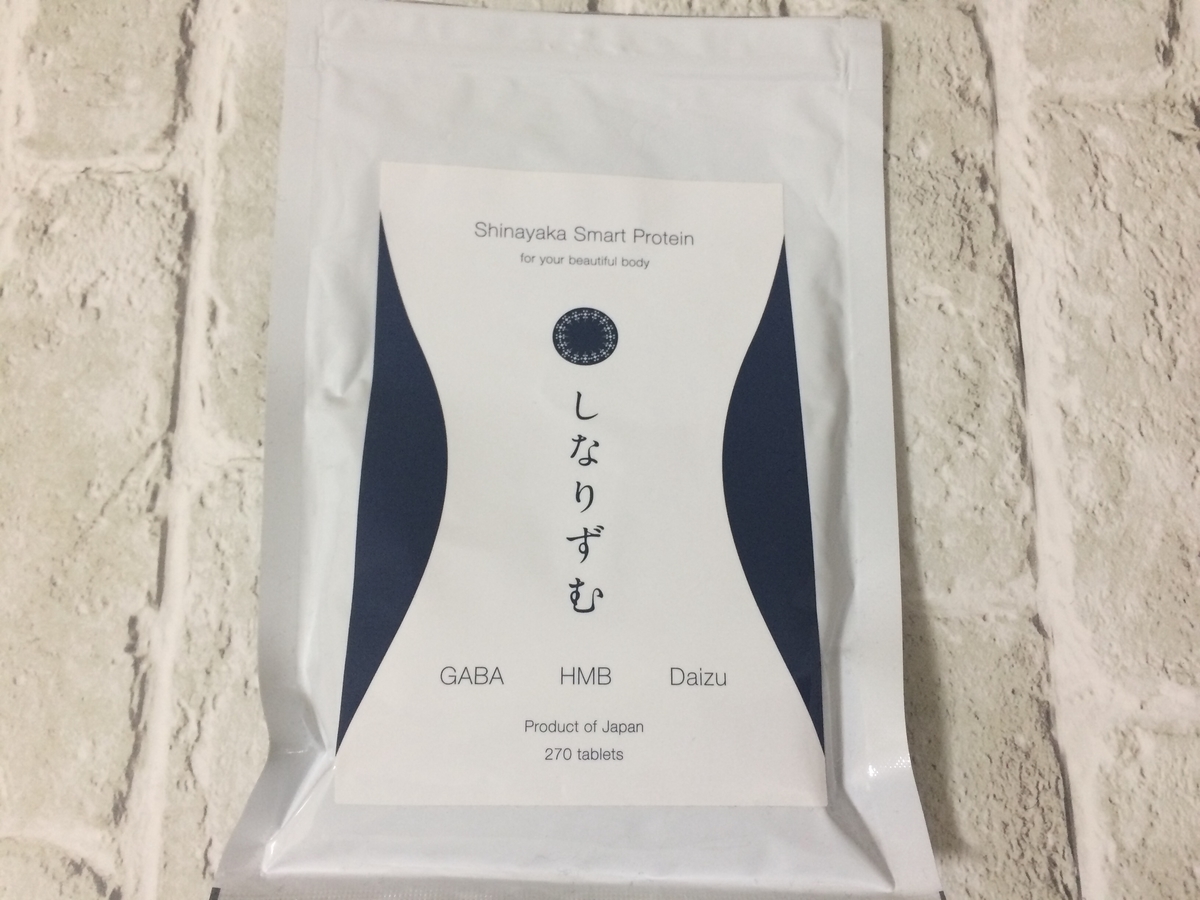 Shinayaka Smart Protein
for your beautiful body
しなりずむ
GABA HMB Daizu
Product of Japan
270 tablets